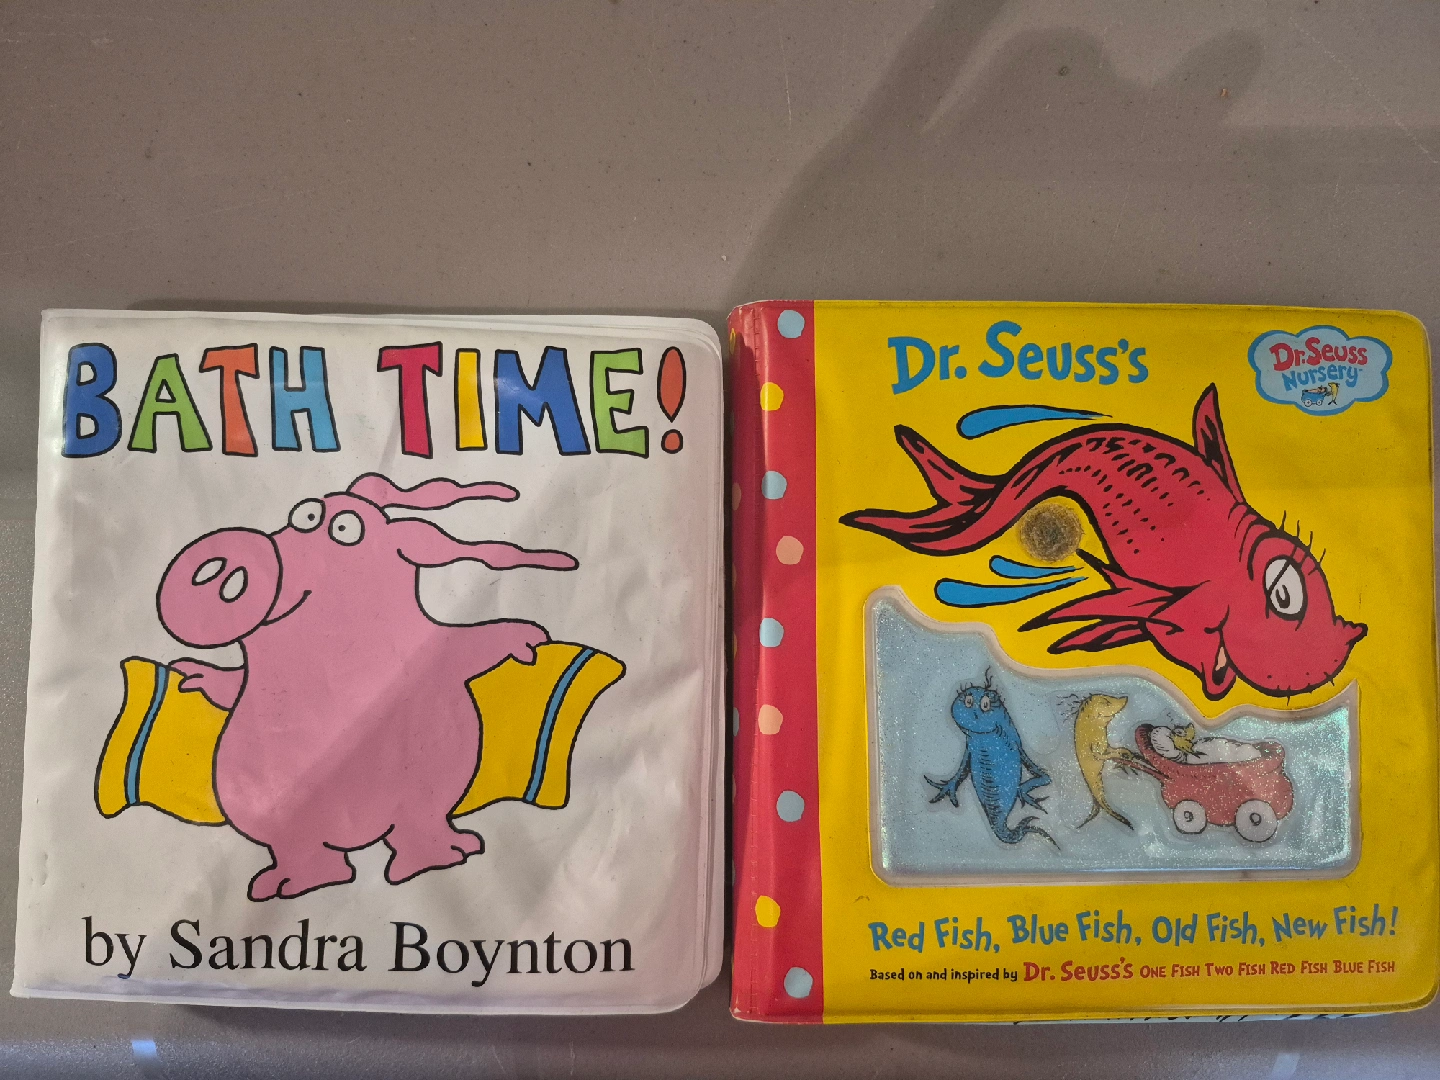 BATH TIME!
by Sandra Boynton
Dr. Seuss's
Dr. Seuss
Nursery
Red Fish, Blue Fish, Old Fish, New Fish!
Based on and inspired by Dr. Seuss's ONE FISH TWO FISH RED FISH BLUE FISH